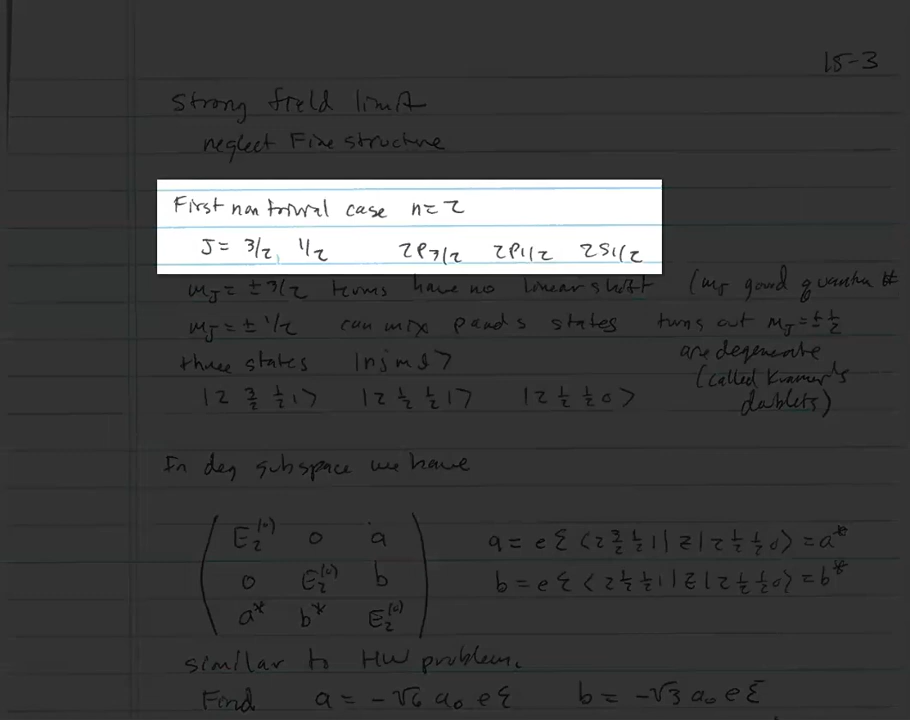 15-3
strong field limit
neglect Fine structure
First non trivial case n=2
J = 3/2, 1/2 2P3/2 2P1/2 2S1/2
mJ = ±3/2 terms have no linear shift (mJ good quantum #
mJ = ±1/2 can mix p and s states turns out mJ = ±1/2
are degenerate
three states |njml>
(called Kramer's
|2 3/2 1/2 1> |2 1/2 1/2 1> |2 1/2 1/2 0>
doublets)
In deg subspace we have
E2^(0) 0 a
a = eƐ <2 3/2 1/2 1|z|2 1/2 1/2 0> = a*
0 E2^(0) b
b = eƐ <2 1/2 1/2 1|z|2 1/2 1/2 0> = b*
a* b* E2^(0)
similar to HW problem.
Find a = -√6 a0 eƐ b = -√3 a0 eƐ